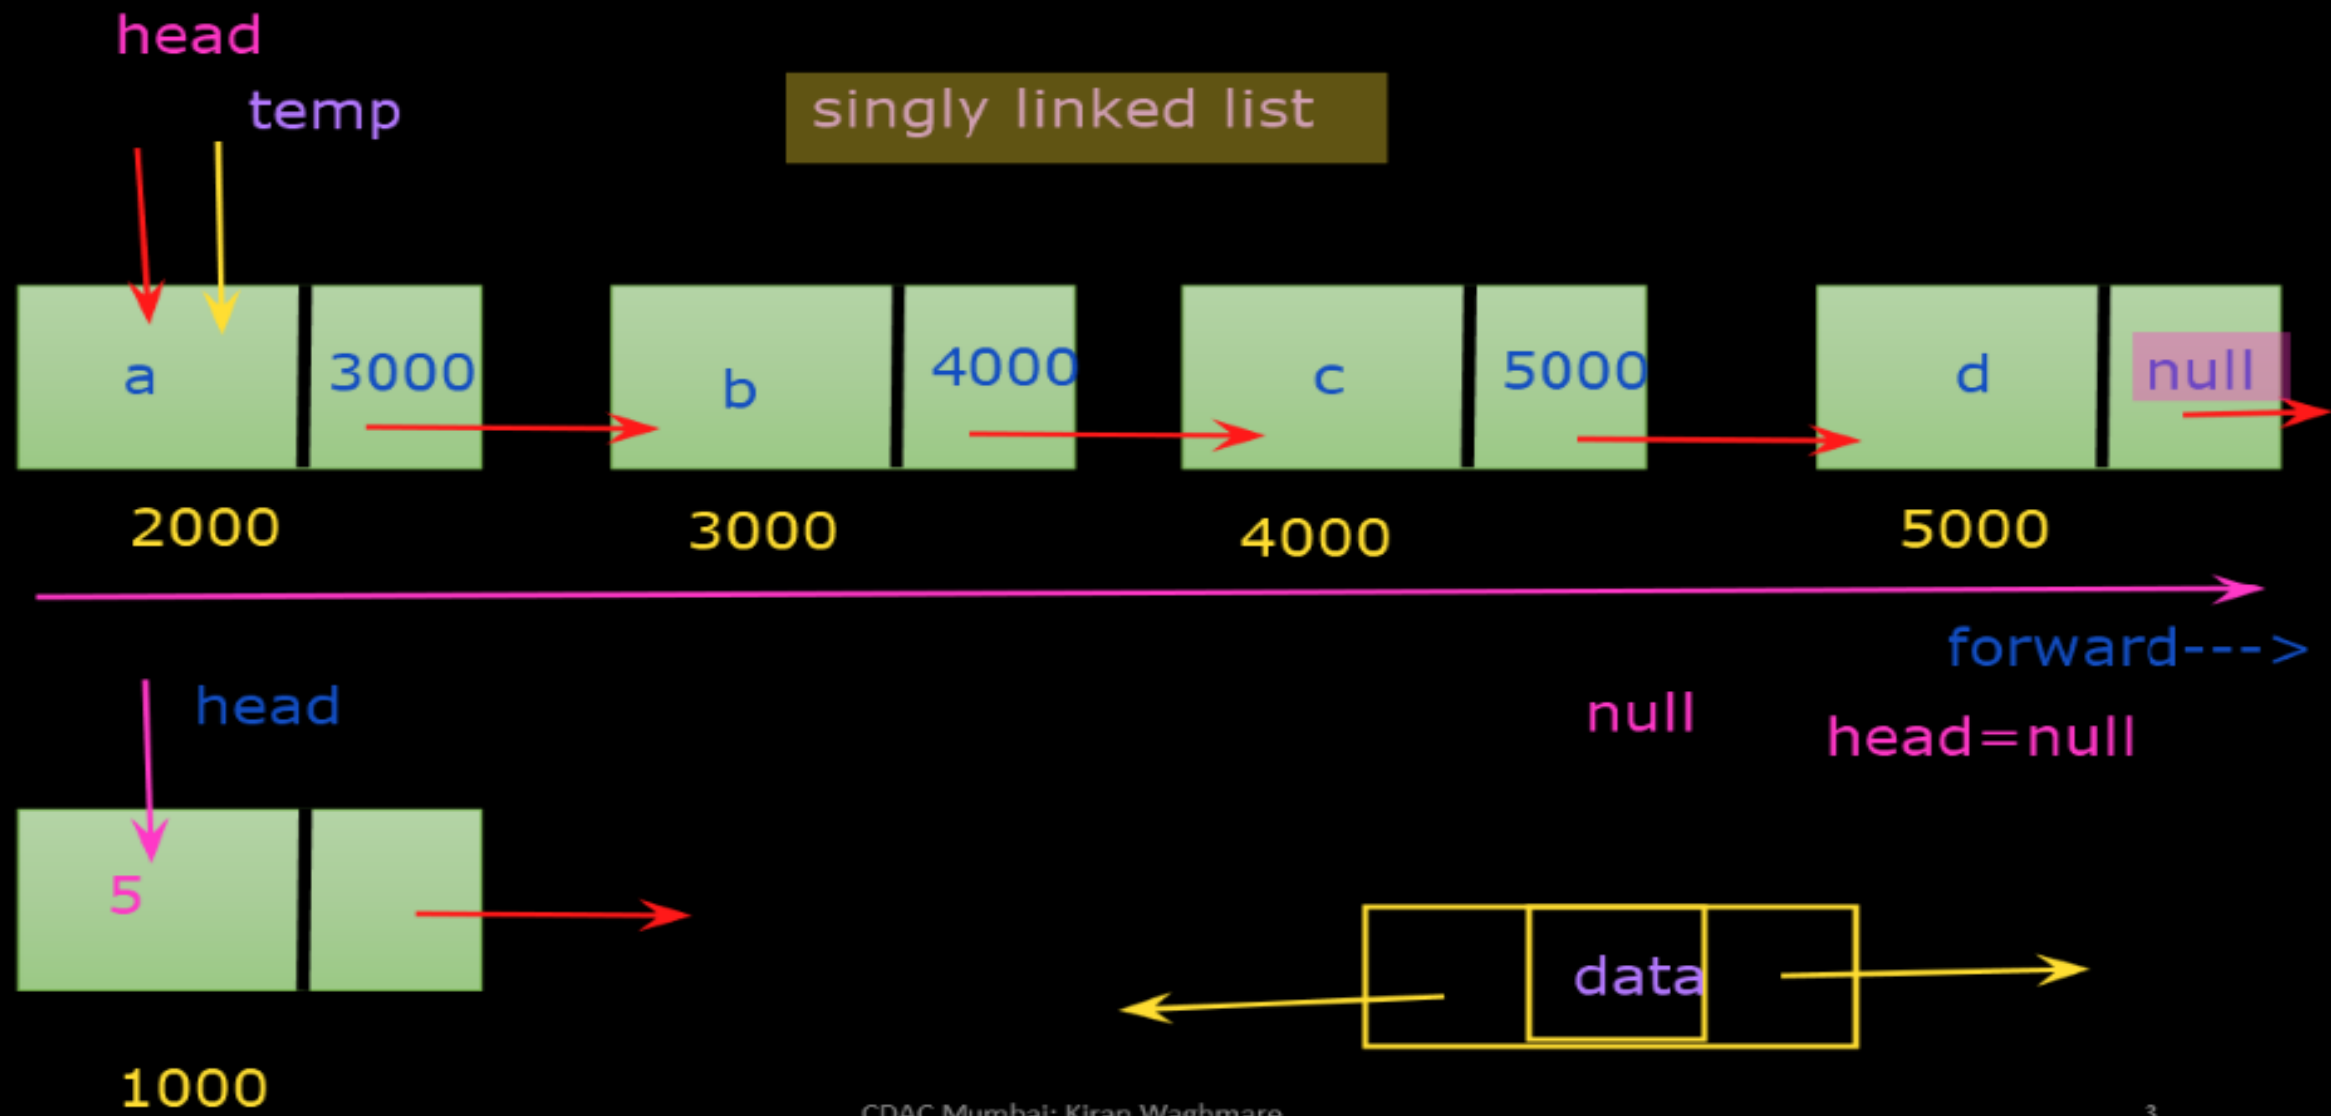 head
temp
singly linked list
a 3000 b 4000 c 5000 d null
2000 3000 4000 5000
forward--->
head null head=null
5
data
1000
CDAC Mumbai: Kiran Waghmare 3